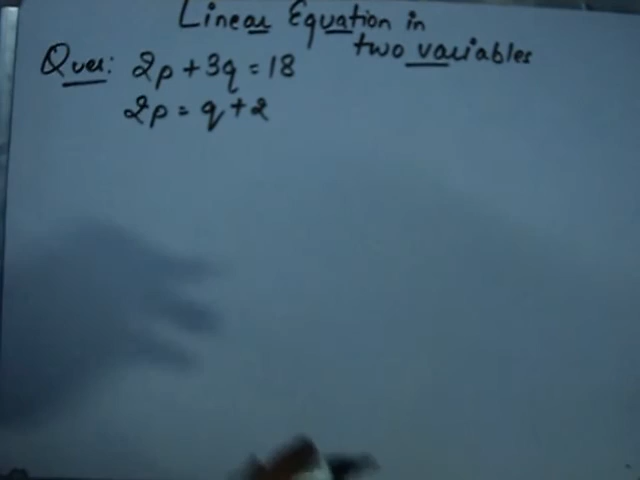 Linear Equation in
two variables
Ques: 2p + 3q = 18
2p = q + 2